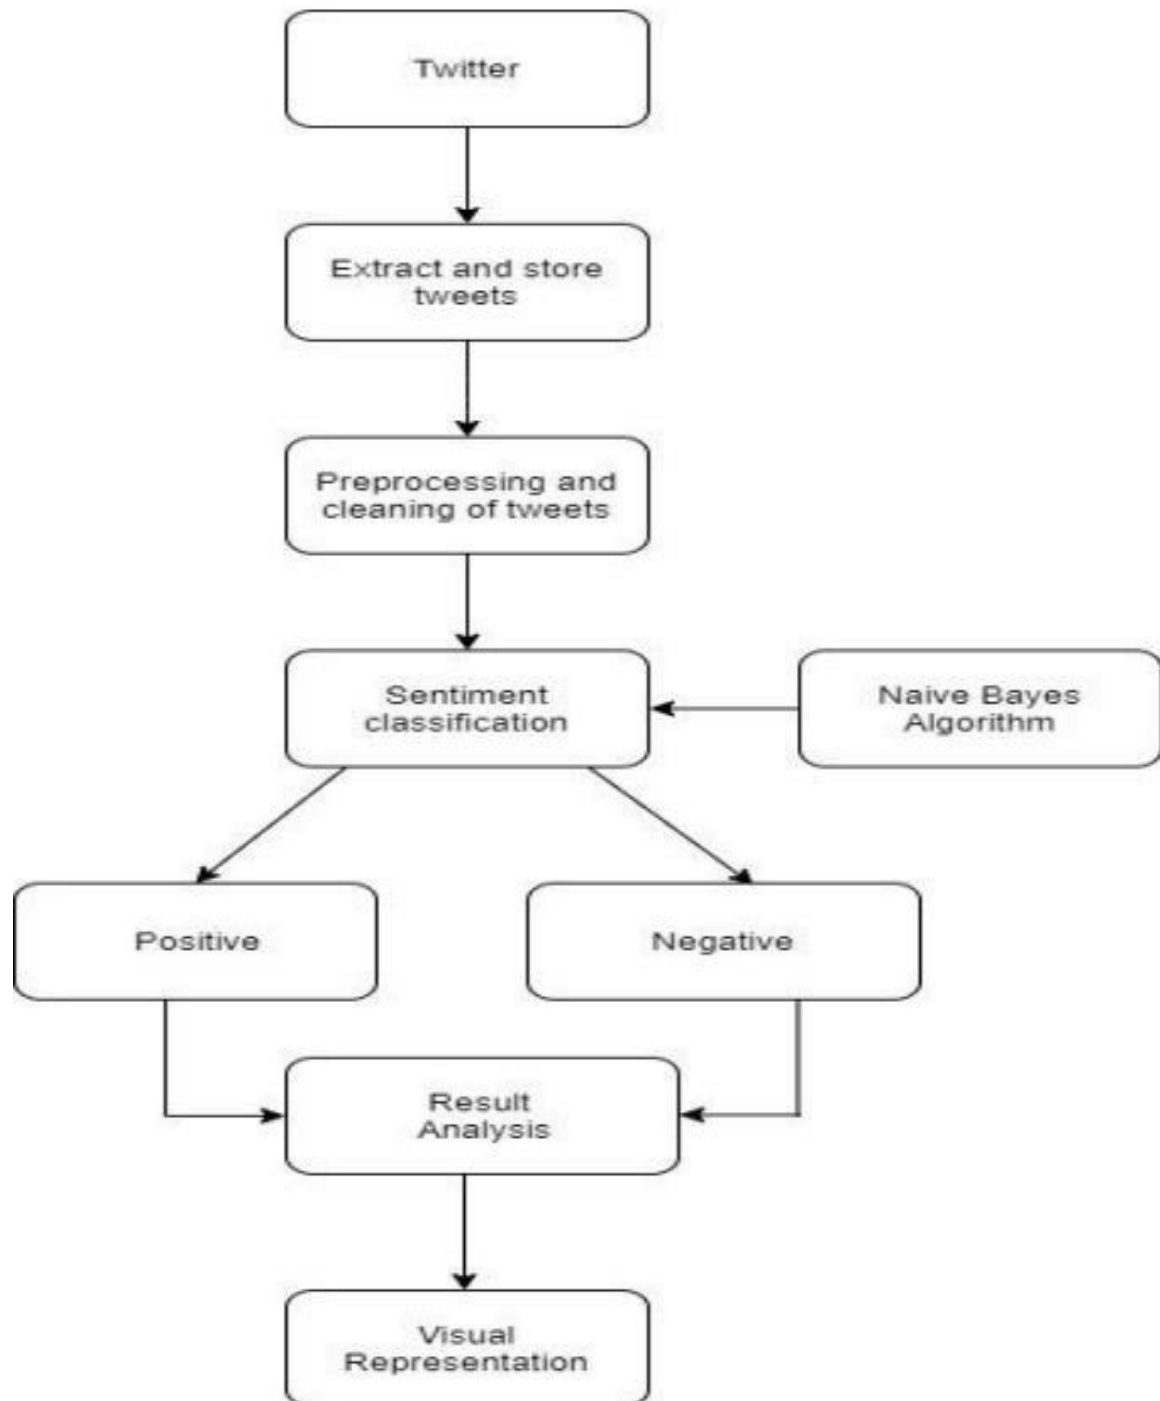 Twitter
Extract and store
tweets
Preprocessing and
cleaning of tweets
Sentiment
classification
Naive Bayes
Algorithm
Positive
Negative
Result
Analysis
Visual
Representation